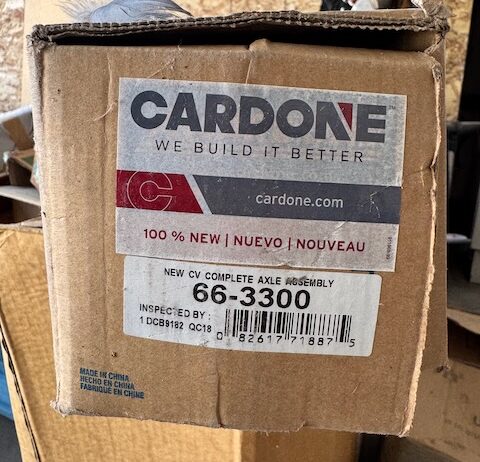 CARDONE
WE BUILD IT BETTER
C
cardone.com
100 % NEW | NUEVO | NOUVEAU
NEW CV COMPLETE AXLE ASSEMBLY
66-3300
INSPECTED BY :
1 DCB9182 QC18
0 82617 71887 5
MADE IN CHINA
HECHO EN CHINA
FABRIQUÉ EN CHINE